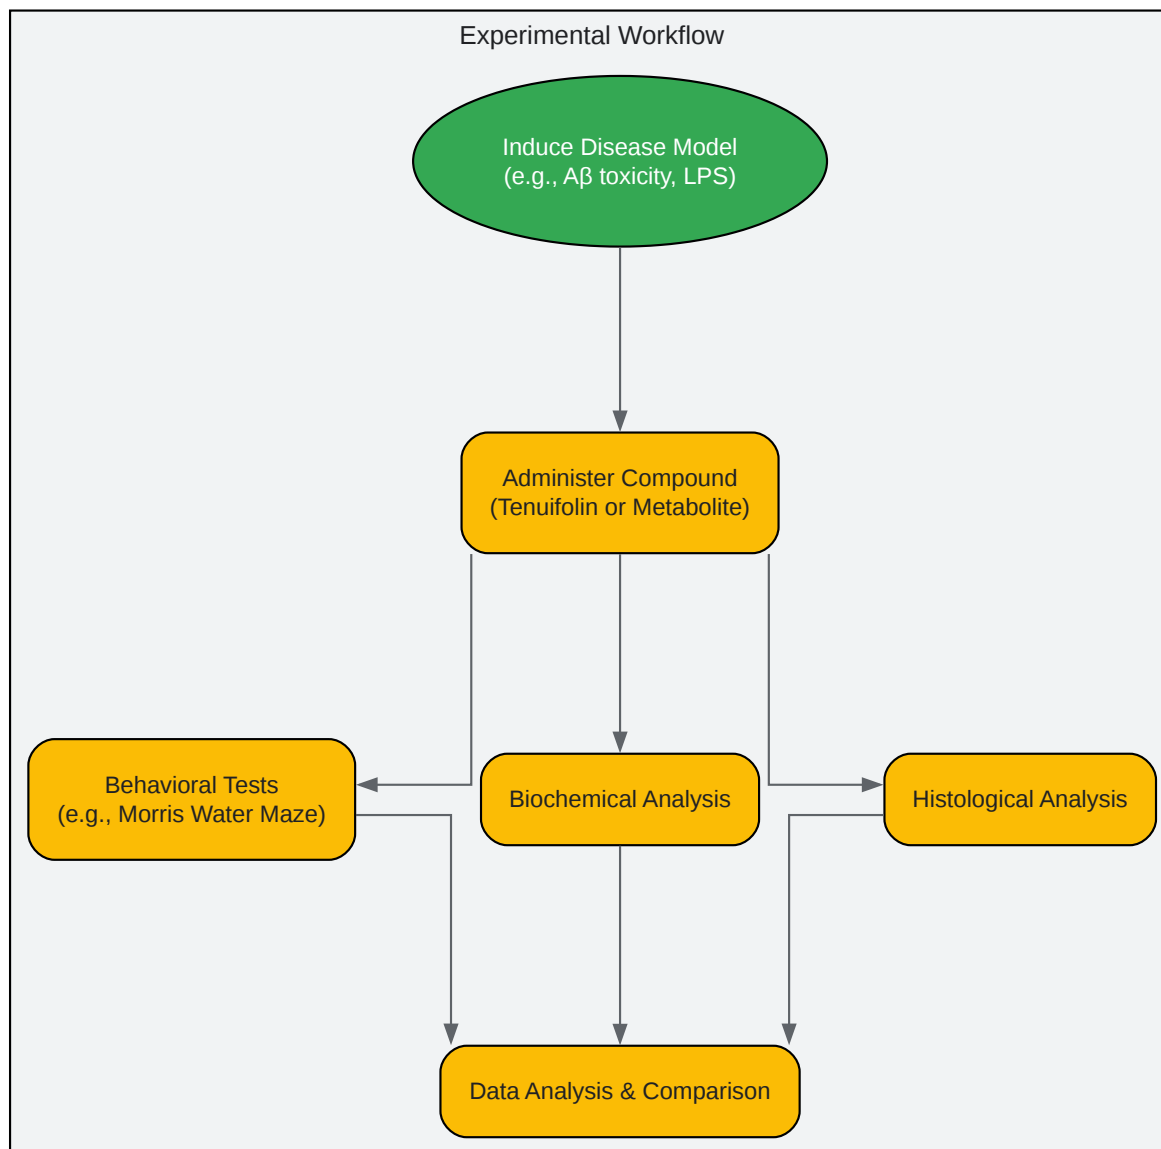 Experimental Workflow
Induce Disease Model
(e.g., Aβ toxicity, LPS)
Administer Compound
(Tenuifolin or Metabolite)
Behavioral Tests
(e.g., Morris Water Maze)
Biochemical Analysis
Histological Analysis
Data Analysis & Comparison